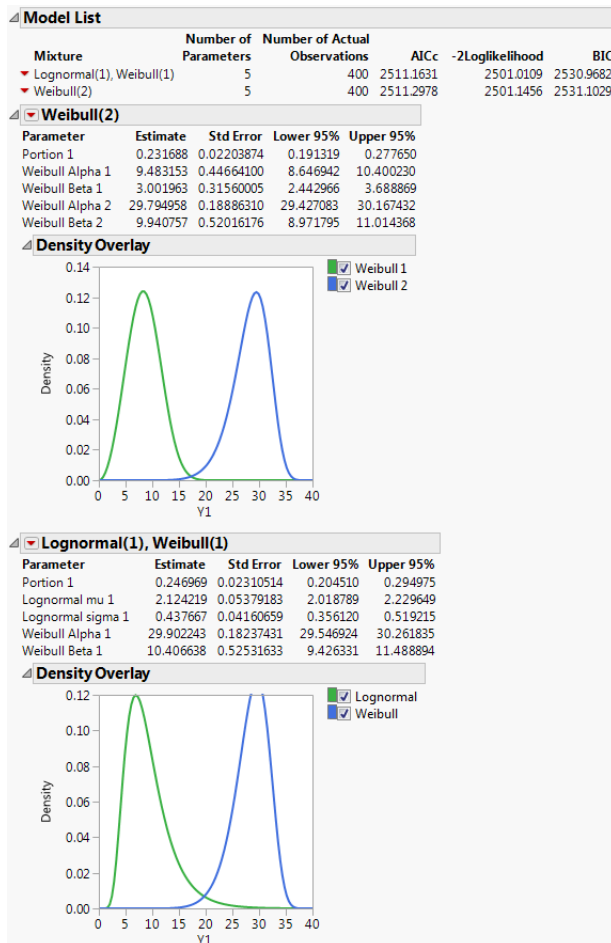 Model List
Number of Number of Actual
Mixture Parameters Observations AICc -2Loglikelihood BIC
Lognormal(1), Weibull(1) 5 400 2511.1631 2501.0109 2530.9682
Weibull(2) 5 400 2511.2978 2501.1456 2531.1029
Weibull(2)
Parameter Estimate Std Error Lower 95% Upper 95%
Portion 1 0.231688 0.02203874 0.191319 0.277650
Weibull Alpha 1 9.483153 0.44664100 8.646942 10.400230
Weibull Beta 1 3.001963 0.31560005 2.442966 3.688869
Weibull Alpha 2 29.794958 0.18886310 29.427083 30.167432
Weibull Beta 2 9.940757 0.52016176 8.971795 11.014368
Density Overlay
0.14
0.12
0.10
0.08
0.06
0.04
0.02
0.00
Density
0 5 10 15 20 25 30 35 40
Y1
Weibull 1
Weibull 2
Lognormal(1), Weibull(1)
Parameter Estimate Std Error Lower 95% Upper 95%
Portion 1 0.246969 0.02310514 0.204510 0.294975
Lognormal mu 1 2.124219 0.05379183 2.018789 2.229649
Lognormal sigma 1 0.437667 0.04160659 0.356120 0.519215
Weibull Alpha 1 29.902243 0.18237431 29.546924 30.261835
Weibull Beta 1 10.406638 0.52531633 9.426331 11.488894
Density Overlay
0.12
0.10
0.08
0.06
0.04
0.02
0.00
Density
0 5 10 15 20 25 30 35 40
Y1
Lognormal
Weibull